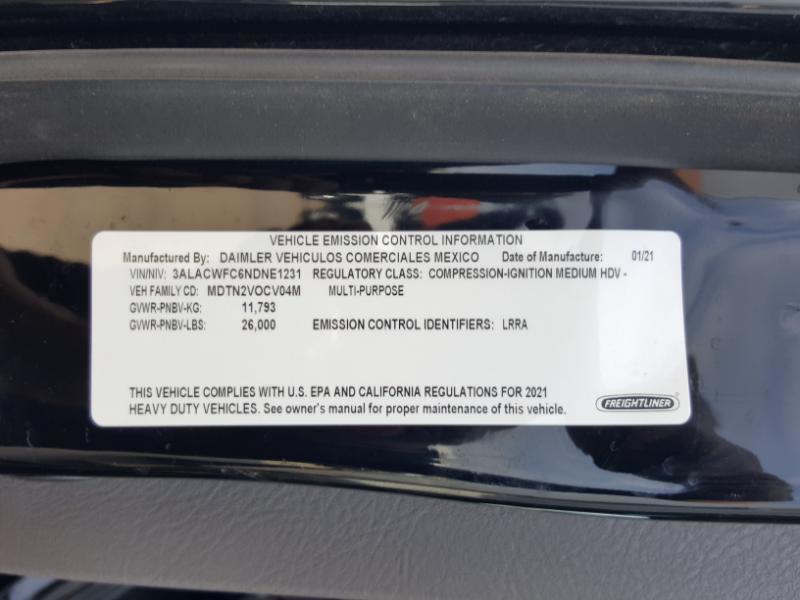 VEHICLE EMISSION CONTROL INFORMATION
Manufactured By: DAIMLER VEHICULOS COMERCIALES MEXICO Date of Manufacture: 01/21
VIN/NIV: 3ALACWFC6NDNE1231 REGULATORY CLASS: COMPRESSION-IGNITION MEDIUM HDV -
VEH FAMILY CD: MDTN2VOCV04M MULTI-PURPOSE
GVWR-PNBV-KG: 11,793
GVWR-PNBV-LBS: 26,000 EMISSION CONTROL IDENTIFIERS: LRRA
THIS VEHICLE COMPLIES WITH U.S. EPA AND CALIFORNIA REGULATIONS FOR 2021
HEAVY DUTY VEHICLES. See owner's manual for proper maintenance of this vehicle.
FREIGHTLINER